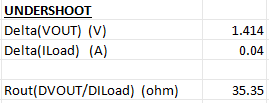 UNDERSHOOT
Delta(VOUT) (V) 1.414
Delta(ILoad) (A) 0.04
Rout(DVOUT/DILoad) (ohm) 35.35